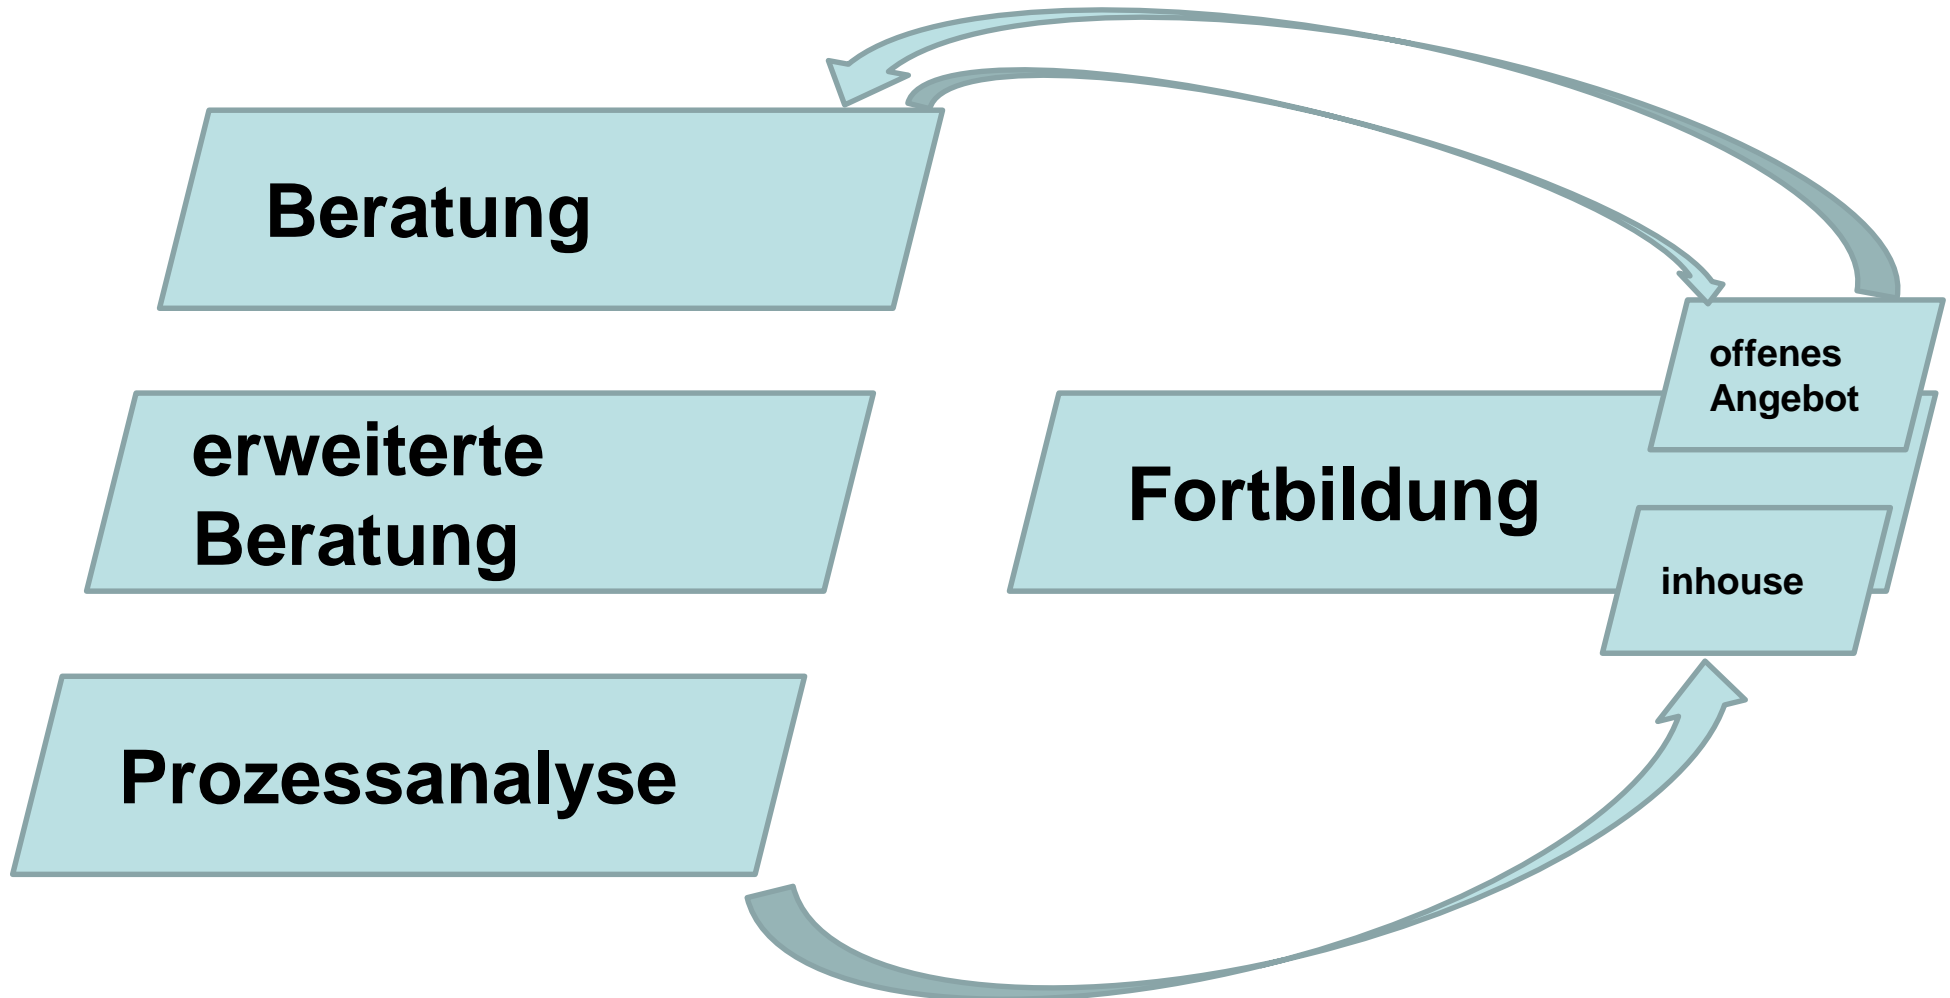 Beratung
erweiterte
Beratung
Prozessanalyse
Fortbildung
offenes
Angebot
inhouse